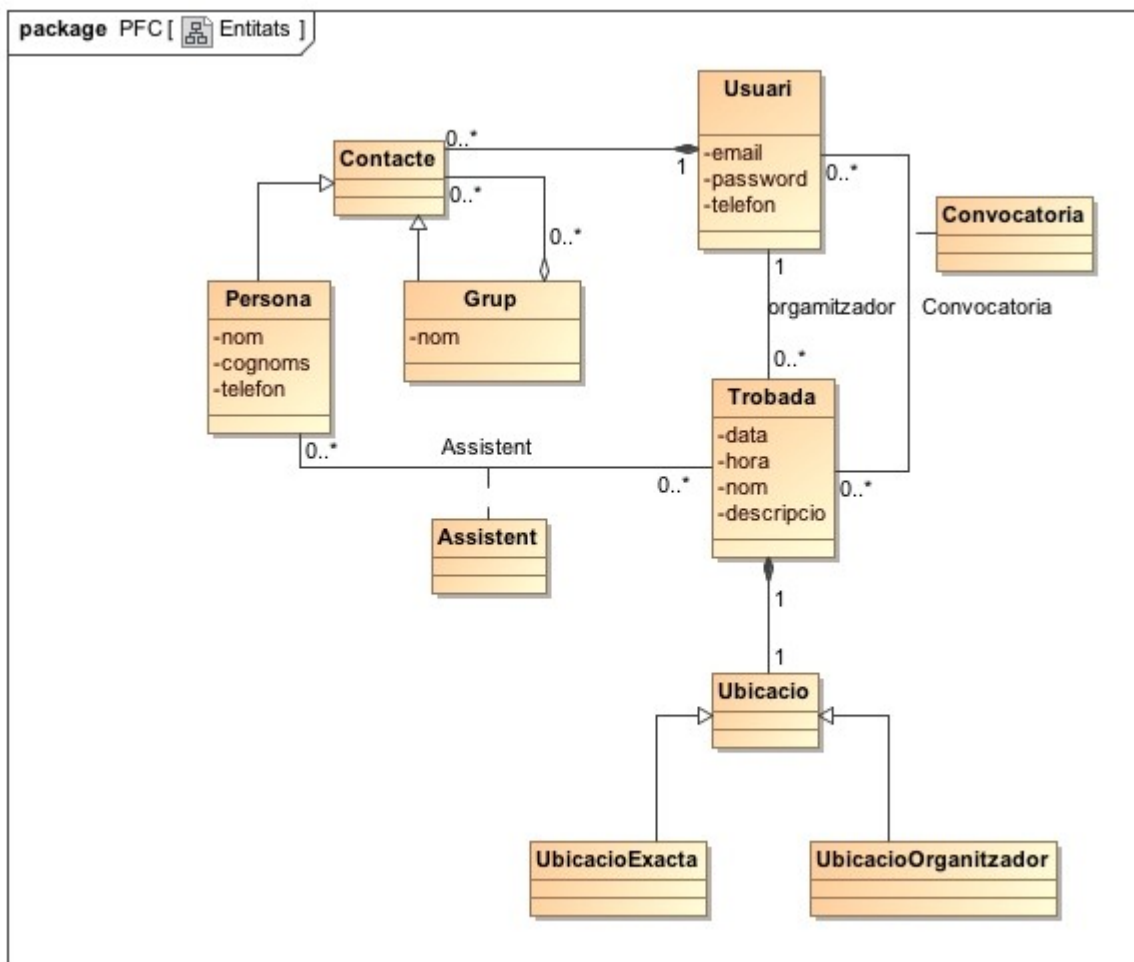 package PFC [ Entitats ]
Usuari
-email
-password
-telefon
Contacte
0..*
1
0..*
0..*
0..*
Convocatoria
Persona
-nom
-cognoms
-telefon
Grup
-nom
1
orgamitzador
Convocatoria
0..*
Trobada
-data
-hora
-nom
-descripcio
0..*
Assistent
0..*
0..*
Assistent
1
1
Ubicacio
UbicacioExacta
UbicacioOrganitzador